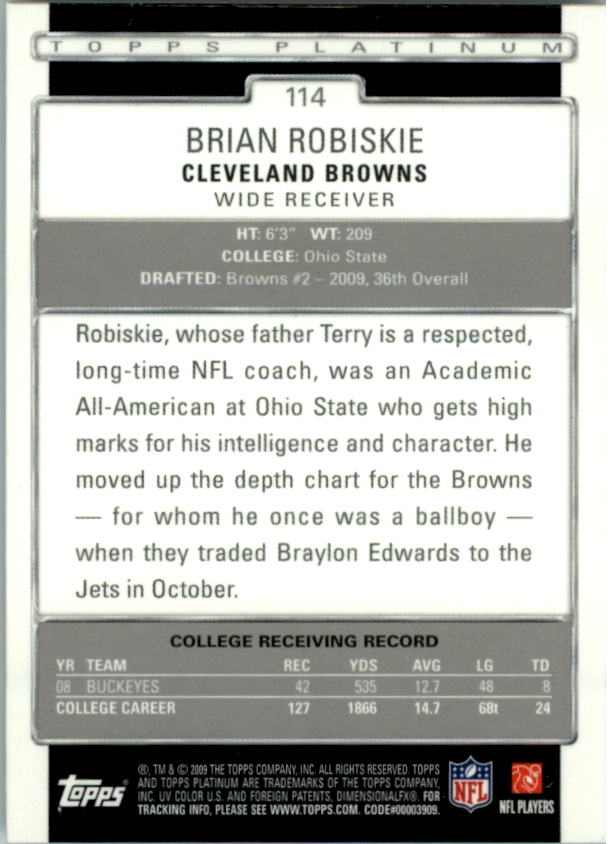 TOPPS PLATINUM
114
BRIAN ROBISKIE
CLEVELAND BROWNS
WIDE RECEIVER
HT: 6'3" WT: 209
COLLEGE: Ohio State
DRAFTED: Browns #2 – 2009, 36th Overall
Robiskie, whose father Terry is a respected,
long-time NFL coach, was an Academic
All-American at Ohio State who gets high
marks for his intelligence and character. He
moved up the depth chart for the Browns
— for whom he once was a ballboy —
when they traded Braylon Edwards to the
Jets in October.
COLLEGE RECEIVING RECORD
YR TEAM REC YDS AVG LG TD
08 BUCKEYES 42 535 12.7 48 8
COLLEGE CAREER 127 1866 14.7 68t 24
®, TM & © 2009 THE TOPPS COMPANY, INC. ALL RIGHTS RESERVED. TOPPS
AND TOPPS PLATINUM ARE TRADEMARKS OF THE TOPPS COMPANY,
INC. UV COLOR U.S. AND FOREIGN PATENTS, DIMENSIONALFX®. FOR
TRACKING INFO, PLEASE SEE WWW.TOPPS.COM. CODE#00003909.
Topps®
NFL
NFL PLAYERS